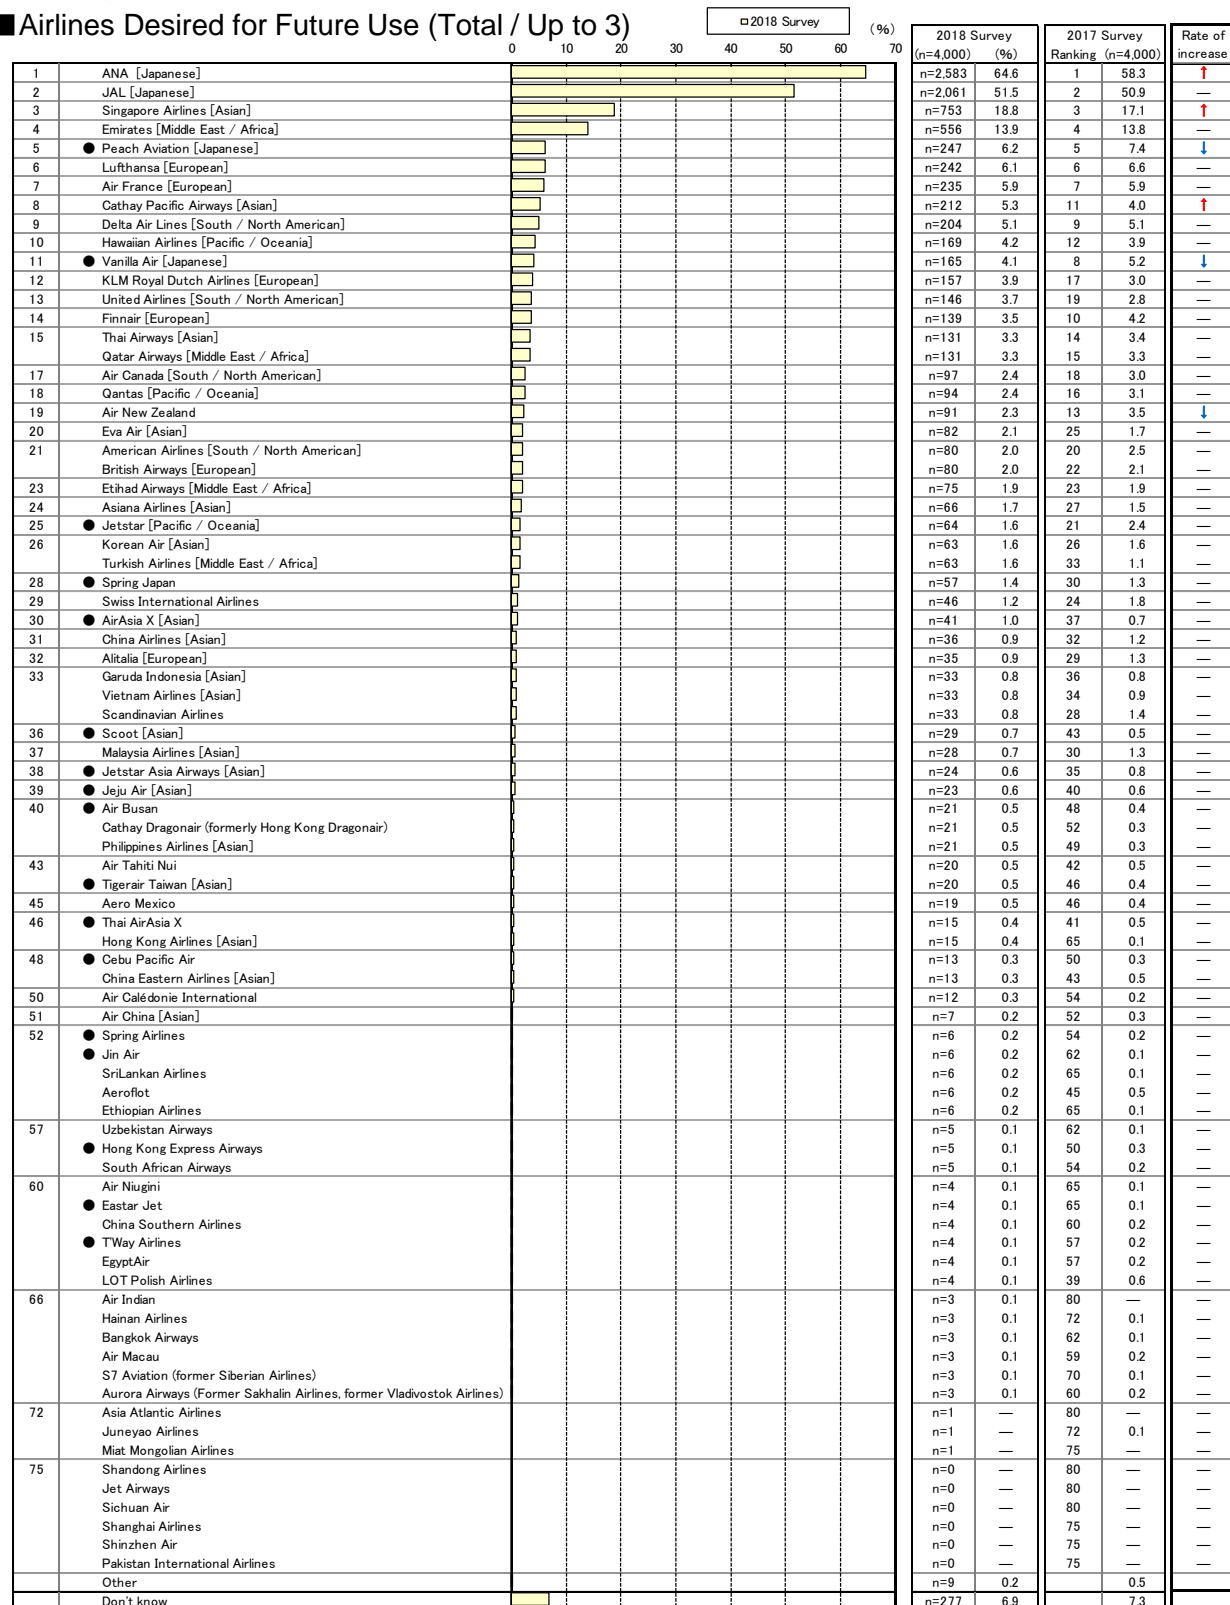 ■Airlines Desired for Future Use (Total / Up to 3)
2018 Survey
(%)
0 10 20 30 40 50 60 70
2018 Survey 2017 Survey Rate of
(n=4,000) (%) Ranking (n=4,000) increase
1 ANA [Japanese] n=2,583 64.6 1 58.3 ↑
2 JAL [Japanese] n=2,061 51.5 2 50.9 —
3 Singapore Airlines [Asian] n=753 18.8 3 17.1 ↑
4 Emirates [Middle East / Africa] n=556 13.9 4 13.8 —
5 ● Peach Aviation [Japanese] n=247 6.2 5 7.4 ↓
6 Lufthansa [European] n=242 6.1 6 6.6 —
7 Air France [European] n=235 5.9 7 5.9 —
8 Cathay Pacific Airways [Asian] n=212 5.3 11 4.0 ↑
9 Delta Air Lines [South / North American] n=204 5.1 9 5.1 —
10 Hawaiian Airlines [Pacific / Oceania] n=169 4.2 12 3.9 —
11 ● Vanilla Air [Japanese] n=165 4.1 8 5.2 ↓
12 KLM Royal Dutch Airlines [European] n=157 3.9 17 3.0 —
13 United Airlines [South / North American] n=146 3.7 19 2.8 —
14 Finnair [European] n=139 3.5 10 4.2 —
15 Thai Airways [Asian] n=131 3.3 14 3.4 —
Qatar Airways [Middle East / Africa] n=131 3.3 15 3.3 —
17 Air Canada [South / North American] n=97 2.4 18 3.0 —
18 Qantas [Pacific / Oceania] n=94 2.4 16 3.1 —
19 Air New Zealand n=91 2.3 13 3.5 ↓
20 Eva Air [Asian] n=82 2.1 25 1.7 —
21 American Airlines [South / North American] n=80 2.0 20 2.5 —
British Airways [European] n=80 2.0 22 2.1 —
23 Etihad Airways [Middle East / Africa] n=75 1.9 23 1.9 —
24 Asiana Airlines [Asian] n=66 1.7 27 1.5 —
25 ● Jetstar [Pacific / Oceania] n=64 1.6 21 2.4 —
26 Korean Air [Asian] n=63 1.6 26 1.6 —
Turkish Airlines [Middle East / Africa] n=63 1.6 33 1.1 —
28 ● Spring Japan n=57 1.4 30 1.3 —
29 Swiss International Airlines n=46 1.2 24 1.8 —
30 ● AirAsia X [Asian] n=41 1.0 37 0.7 —
31 China Airlines [Asian] n=36 0.9 32 1.2 —
32 Alitalia [European] n=35 0.9 29 1.3 —
33 Garuda Indonesia [Asian] n=33 0.8 36 0.8 —
Vietnam Airlines [Asian] n=33 0.8 34 0.9 —
Scandinavian Airlines n=33 0.8 28 1.4 —
36 ● Scoot [Asian] n=29 0.7 43 0.5 —
37 Malaysia Airlines [Asian] n=28 0.7 30 1.3 —
38 ● Jetstar Asia Airways [Asian] n=24 0.6 35 0.8 —
39 ● Jeju Air [Asian] n=23 0.6 40 0.6 —
40 ● Air Busan n=21 0.5 48 0.4 —
Cathay Dragonair (formerly Hong Kong Dragonair) n=21 0.5 52 0.3 —
Philippines Airlines [Asian] n=21 0.5 49 0.3 —
43 Air Tahiti Nui n=20 0.5 42 0.5 —
● Tigerair Taiwan [Asian] n=20 0.5 46 0.4 —
45 Aero Mexico n=19 0.5 46 0.4 —
46 ● Thai AirAsia X n=15 0.4 41 0.5 —
Hong Kong Airlines [Asian] n=15 0.4 65 0.1 —
48 ● Cebu Pacific Air n=13 0.3 50 0.3 —
China Eastern Airlines [Asian] n=13 0.3 43 0.5 —
50 Air Calédonie International n=12 0.3 54 0.2 —
51 Air China [Asian] n=7 0.2 52 0.3 —
52 ● Spring Airlines n=6 0.2 54 0.2 —
● Jin Air n=6 0.2 62 0.1 —
SriLankan Airlines n=6 0.2 65 0.1 —
Aeroflot n=6 0.2 45 0.5 —
Ethiopian Airlines n=6 0.2 65 0.1 —
57 Uzbekistan Airways n=5 0.1 62 0.1 —
● Hong Kong Express Airways n=5 0.1 50 0.3 —
South African Airways n=5 0.1 54 0.2 —
60 Air Niugini n=4 0.1 65 0.1 —
● Eastar Jet n=4 0.1 65 0.1 —
China Southern Airlines n=4 0.1 60 0.2 —
● T'Way Airlines n=4 0.1 57 0.2 —
EgyptAir n=4 0.1 57 0.2 —
LOT Polish Airlines n=4 0.1 39 0.6 —
66 Air Indian n=3 0.1 80 — —
Hainan Airlines n=3 0.1 72 0.1 —
Bangkok Airways n=3 0.1 62 0.1 —
Air Macau n=3 0.1 59 0.2 —
S7 Aviation (former Siberian Airlines) n=3 0.1 70 0.1 —
Aurora Airways (Former Sakhalin Airlines, former Vladivostok Airlines) n=3 0.1 60 0.2 —
72 Asia Atlantic Airlines n=1 — 80 — —
Juneyao Airlines n=1 — 72 0.1 —
Miat Mongolian Airlines n=1 — 75 — —
75 Shandong Airlines n=0 — 80 — —
Jet Airways n=0 — 80 — —
Sichuan Air n=0 — 80 — —
Shanghai Airlines n=0 — 75 — —
Shinzhen Air n=0 — 75 — —
Pakistan International Airlines n=0 — 75 — —
Other n=9 0.2 0.5
Don't know n=277 6.9 7.3